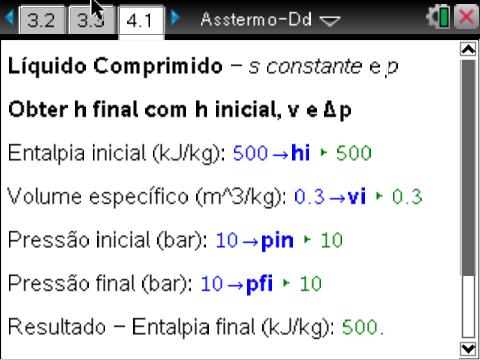 3.2 3.3 4.1 Asstermo-Dd
Líquido Comprimido – s constante e p
Obter h final com h inicial, v e Δp
Entalpia inicial (kJ/kg): 500→hi ▸ 500
Volume específico (m^3/kg): 0.3→vi ▸ 0.3
Pressão inicial (bar): 10→pin ▸ 10
Pressão final (bar): 10→pfi ▸ 10
Resultado – Entalpia final (kJ/kg): 500.